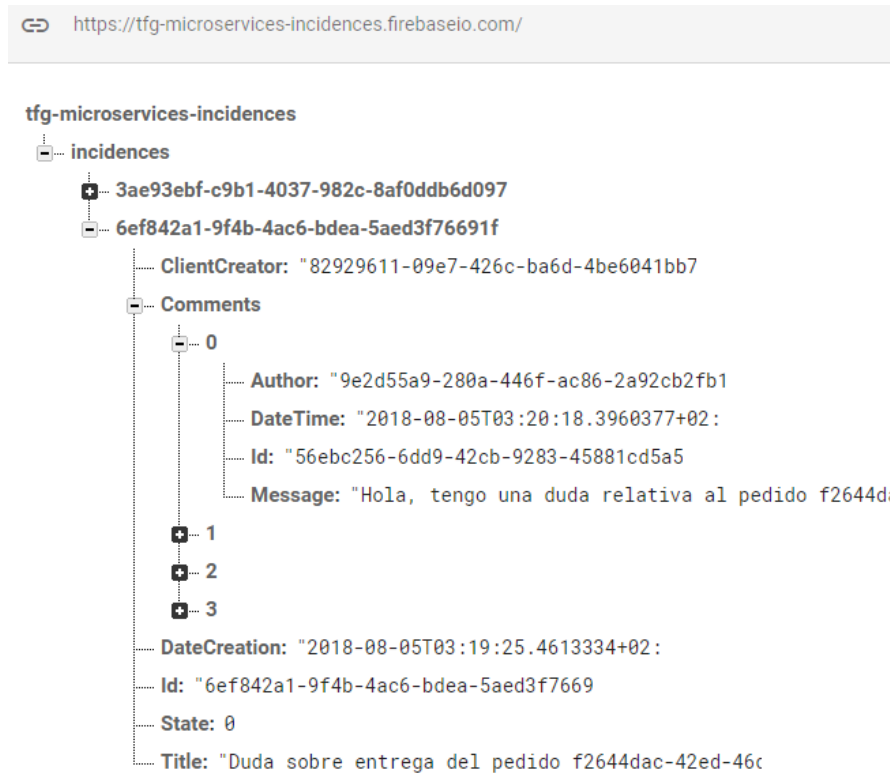 https://tfg-microservices-incidences.firebaseio.com/
tfg-microservices-incidences
incidences
3ae93ebf-c9b1-4037-982c-8af0ddb6d097
6ef842a1-9f4b-4ac6-bdea-5aed3f76691f
ClientCreator: "82929611-09e7-426c-ba6d-4be6041bb7
Comments
0
Author: "9e2d55a9-280a-446f-ac86-2a92cb2fb1
DateTime: "2018-08-05T03:20:18.3960377+02:
Id: "56ebc256-6dd9-42cb-9283-45881cd5a5
Message: "Hola, tengo una duda relativa al pedido f2644da
1
2
3
DateCreation: "2018-08-05T03:19:25.4613334+02:
Id: "6ef842a1-9f4b-4ac6-bdea-5aed3f7669
State: 0
Title: "Duda sobre entrega del pedido f2644dac-42ed-46c